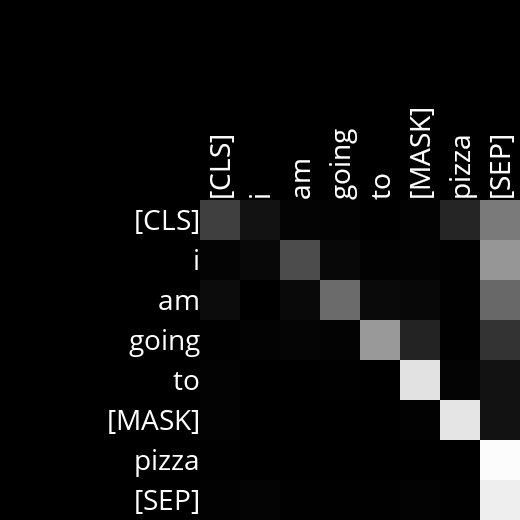 [CLS] i am going to [MASK] pizza [SEP]
[CLS]
i
am
going
to
[MASK]
pizza
[SEP]